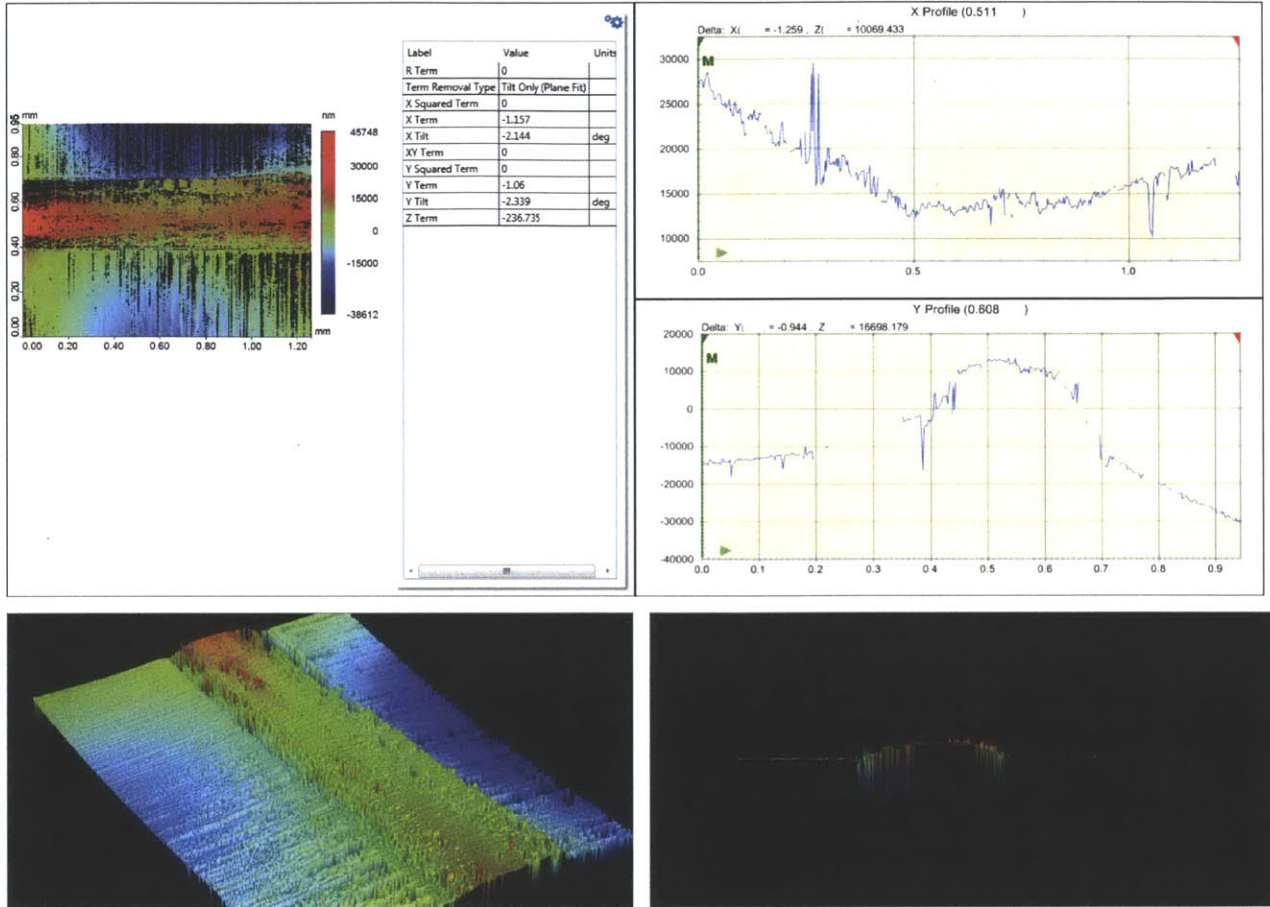 Label Value Units
R Term 0
Term Removal Type Tilt Only (Plane Fit)
X Squared Term 0
X Term -1.157
X Tilt -2.144 deg
XY Term 0
Y Squared Term 0
Y Term -1.06
Y Tilt -2.339 deg
Z Term -236.735
mm
0.95
0.80
0.60
0.40
0.20
0.00
0.00 0.20 0.40 0.60 0.80 1.00 1.20
mm
nm
45748
30000
15000
0
-15000
-38612
X Profile (0.511 )
Delta: X( = -1.259 , Z( = 10069.433
M
30000
25000
20000
15000
10000
0.0 0.5 1.0
Y Profile (0.608 )
Delta: Y( = -0.944 , Z = 16698.179
M
20000
10000
0
-10000
-20000
-30000
-40000
0.0 0.1 0.2 0.3 0.4 0.5 0.6 0.7 0.8 0.9